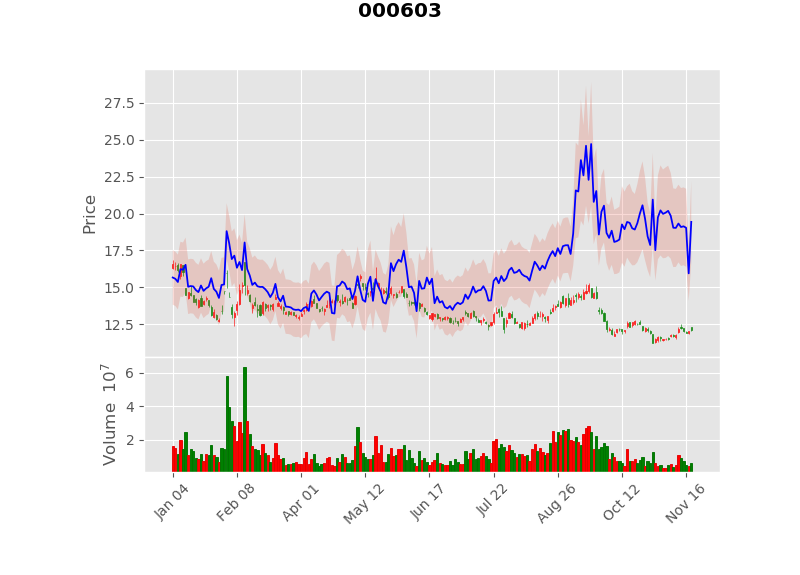 000603
Price
27.5
25.0
22.5
20.0
17.5
15.0
12.5
Volume 10^7
6
4
2
Jan 04
Feb 08
Apr 01
May 12
Jun 17
Jul 22
Aug 26
Oct 12
Nov 16